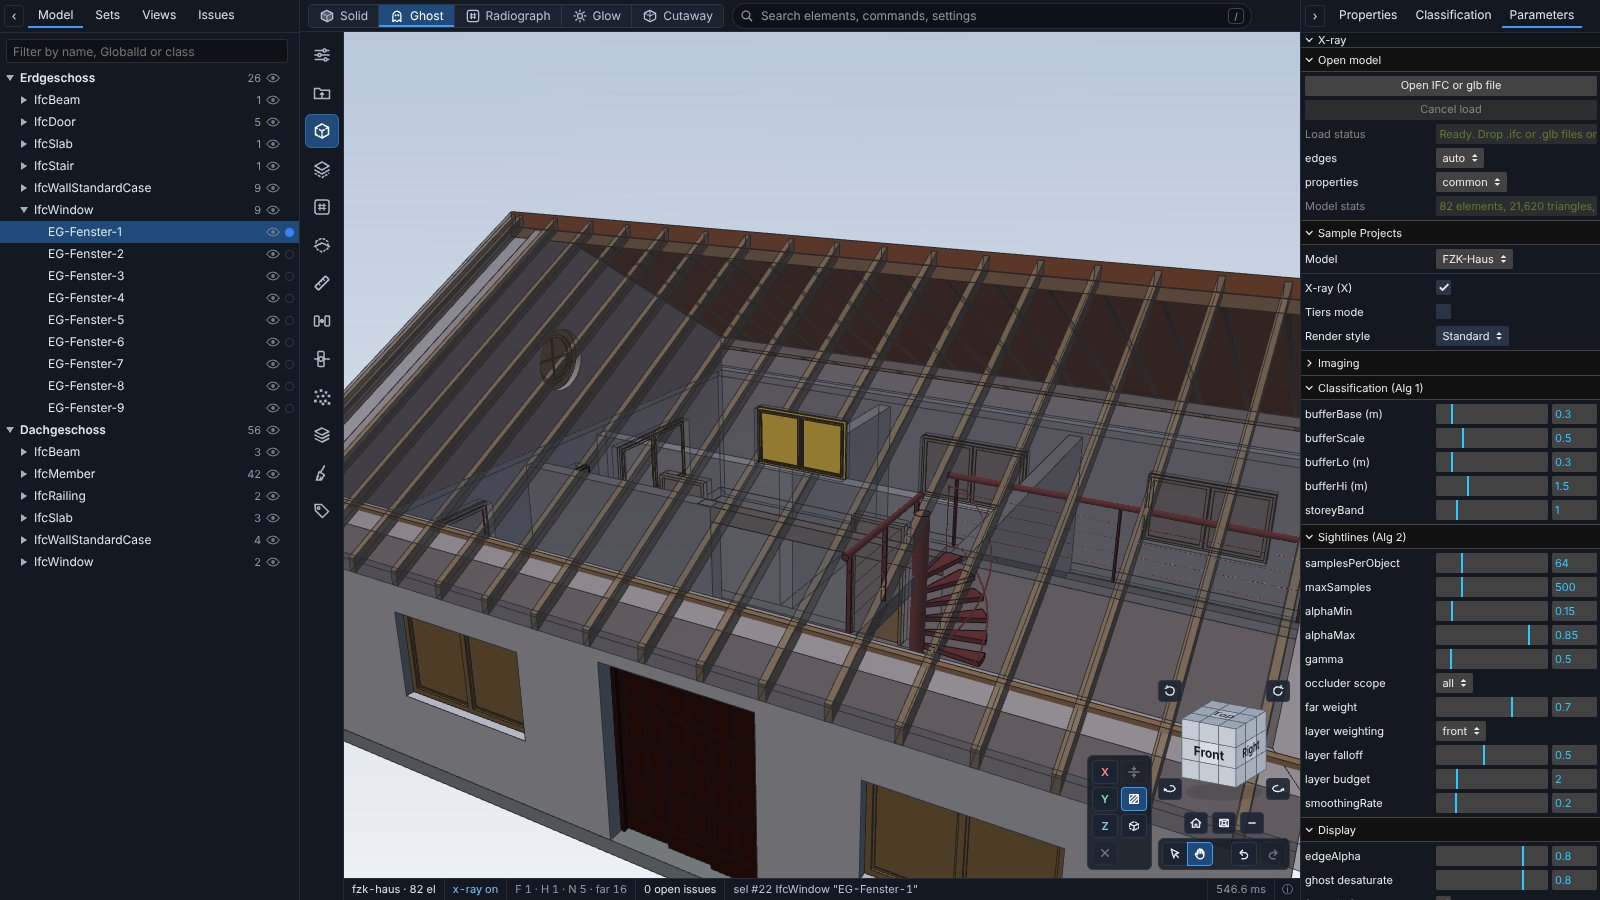 Model
Sets
Views
Issues
Solid
Ghost
Radiograph
Glow
Cutaway
Search elements, commands, settings
/
Properties
Classification
Parameters
Filter by name, GlobalId or class
Erdgeschoss 26
IfcBeam 1
IfcDoor 5
IfcSlab 1
IfcStair 1
IfcWallStandardCase 9
IfcWindow 9
EG-Fenster-1
EG-Fenster-2
EG-Fenster-3
EG-Fenster-4
EG-Fenster-5
EG-Fenster-6
EG-Fenster-7
EG-Fenster-8
EG-Fenster-9
Dachgeschoss 56
IfcBeam 3
IfcMember 42
IfcRailing 2
IfcSlab 3
IfcWallStandardCase 4
IfcWindow 2
Top
Front
Right
X
Y
Z
fzk-haus · 82 el
x-ray on
F 1 · H 1 · N 5 · far 16
0 open issues
sel #22 IfcWindow "EG-Fenster-1"
546.6 ms
X-ray
Open model
Open IFC or glb file
Cancel load
Load status Ready. Drop .ifc or .glb files or
edges auto
properties common
Model stats 82 elements, 21,620 triangles,
Sample Projects
Model FZK-Haus
X-ray (X)
Tiers mode
Render style Standard
Imaging
Classification (Alg 1)
bufferBase (m) 0.3
bufferScale 0.5
bufferLo (m) 0.3
bufferHi (m) 1.5
storeyBand 1
Sightlines (Alg 2)
samplesPerObject 64
maxSamples 500
alphaMin 0.15
alphaMax 0.85
gamma 0.5
occluder scope all
far weight 0.7
layer weighting front
layer falloff 0.5
layer budget 2
smoothingRate 0.2
Display
edgeAlpha 0.8
ghost desaturate 0.8